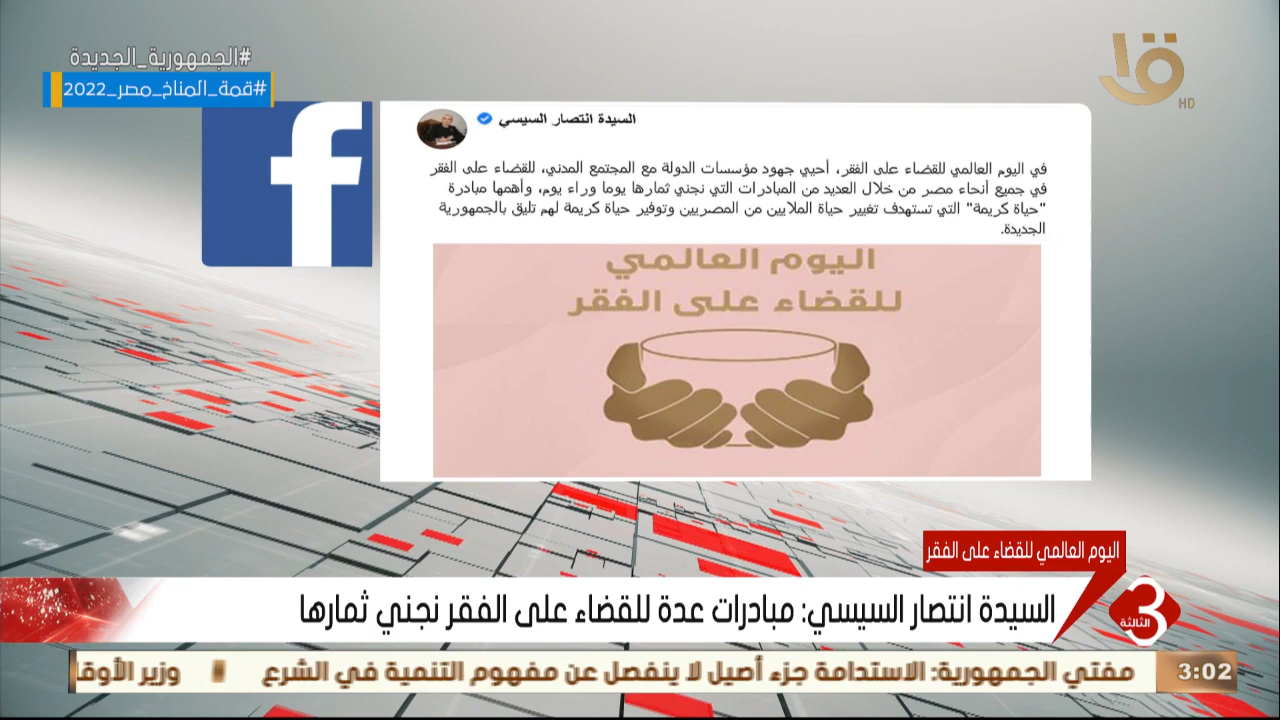 #الجمهورية_الجديدة
#قمة_المناخ_مصر_2022
HD
السيدة انتصار السيسي
في اليوم العالمي للقضاء على الفقر، أحيي جهود مؤسسات الدولة مع المجتمع المدني، للقضاء على الفقر
في جميع أنحاء مصر من خلال العديد من المبادرات التي نجني ثمارها يوما وراء يوم، وأهمها مبادرة
"حياة كريمة" التي تستهدف تغيير حياة الملايين من المصريين وتوفير حياة كريمة لهم تليق بالجمهورية
الجديدة.
اليوم العالمي
للقضاء على الفقر
اليوم العالمي للقضاء على الفقر
السيدة انتصار السيسي: مبادرات عدة للقضاء على الفقر نجني ثمارها
3 الثالثة
3:02
مفتي الجمهورية: الاستدامة جزء أصيل لا ينفصل عن مفهوم التنمية في الشرع
وزير الأوقا